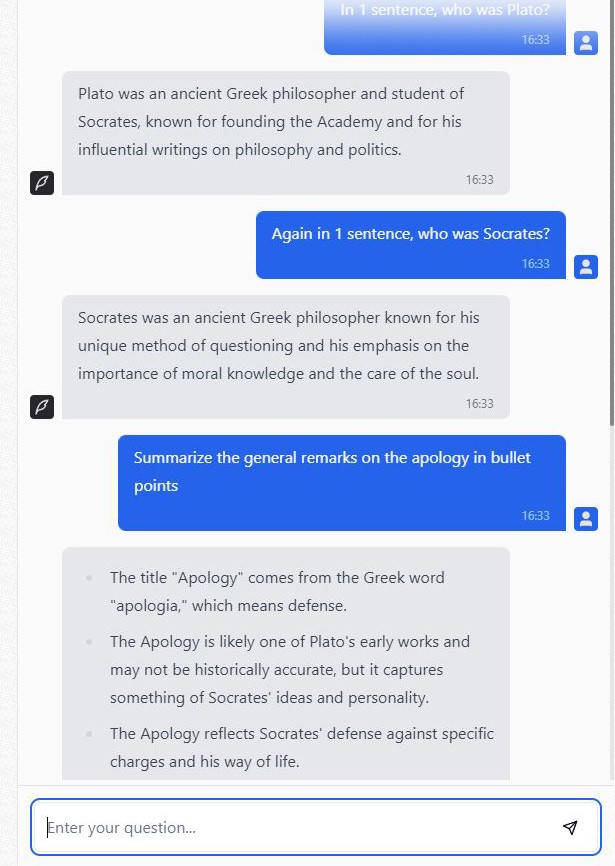 In 1 sentence, who was Plato?
16:33
Plato was an ancient Greek philosopher and student of
Socrates, known for founding the Academy and for his
influential writings on philosophy and politics.
16:33
Again in 1 sentence, who was Socrates?
16:33
Socrates was an ancient Greek philosopher known for his
unique method of questioning and his emphasis on the
importance of moral knowledge and the care of the soul.
16:33
Summarize the general remarks on the apology in bullet
points
16:33
The title "Apology" comes from the Greek word
"apologia," which means defense.
The Apology is likely one of Plato's early works and
may not be historically accurate, but it captures
something of Socrates' ideas and personality.
The Apology reflects Socrates' defense against specific
charges and his way of life.
Enter your question...